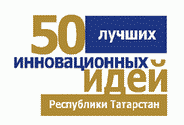 50 лучших
инновационных
идей
Республики Татарстан